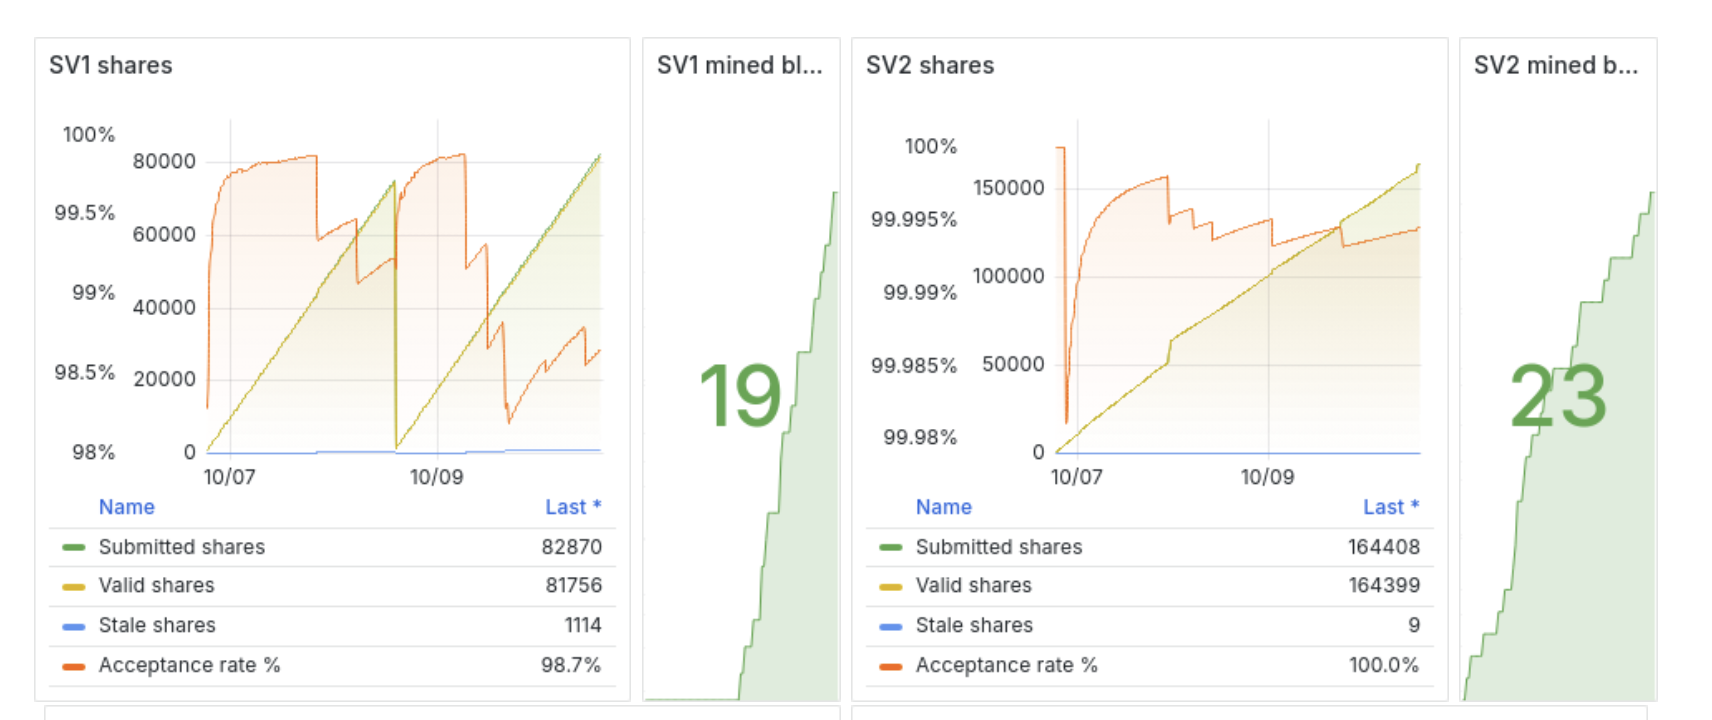 SV1 shares
100%
99.5%
99%
98.5%
98%
80000
60000
40000
20000
0
10/07 10/09
Name Last *
Submitted shares 82870
Valid shares 81756
Stale shares 1114
Acceptance rate % 98.7%
SV1 mined bl...
19
SV2 shares
100%
99.995%
99.99%
99.985%
99.98%
150000
100000
50000
0
10/07 10/09
Name Last *
Submitted shares 164408
Valid shares 164399
Stale shares 9
Acceptance rate % 100.0%
SV2 mined b...
23